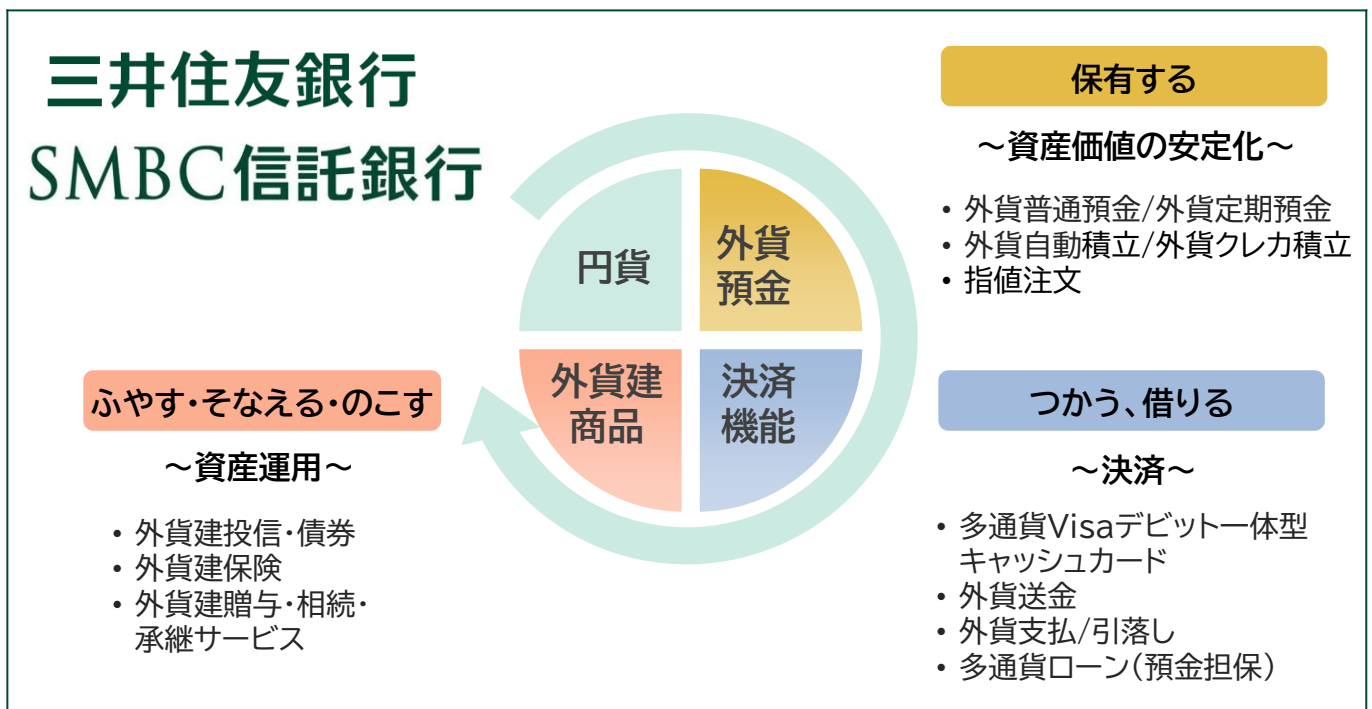 三井住友銀行
SMBC信託銀行
円貨
外貨
預金
外貨建
商品
決済
機能
保有する
～資産価値の安定化～
• 外貨普通預金/外貨定期預金
• 外貨自動積立/外貨クレカ積立
• 指値注文
ふやす・そなえる・のこす
～資産運用～
• 外貨建投信・債券
• 外貨建保険
• 外貨建贈与・相続・
承継サービス
つかう、借りる
～決済～
• 多通貨Visaデビット一体型
キャッシュカード
• 外貨送金
• 外貨支払/引落し
• 多通貨ローン(預金担保)